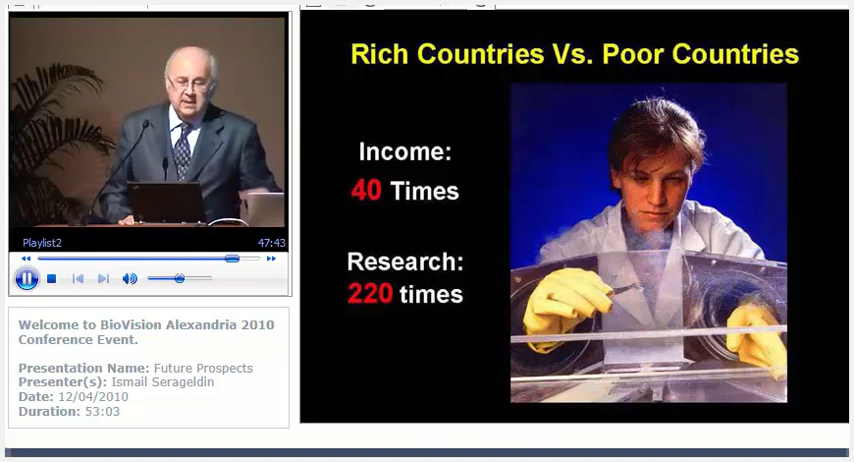 Playlist2 47:43
Welcome to BioVision Alexandria 2010
Conference Event.
Presentation Name: Future Prospects
Presenter(s): Ismail Serageldin
Date: 12/04/2010
Duration: 53:03
Rich Countries Vs. Poor Countries
Income:
40 Times
Research:
220 times